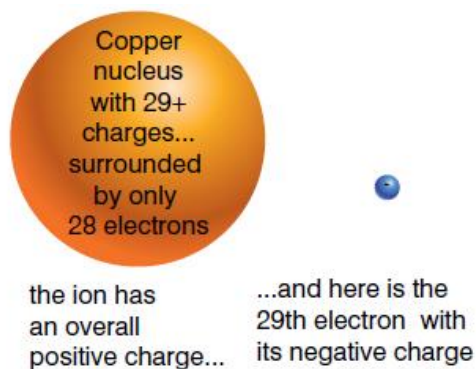 Copper
nucleus
with 29+
charges...
surrounded
by only
28 electrons
-
the ion has
an overall
positive charge...
...and here is the
29th electron with
its negative charge